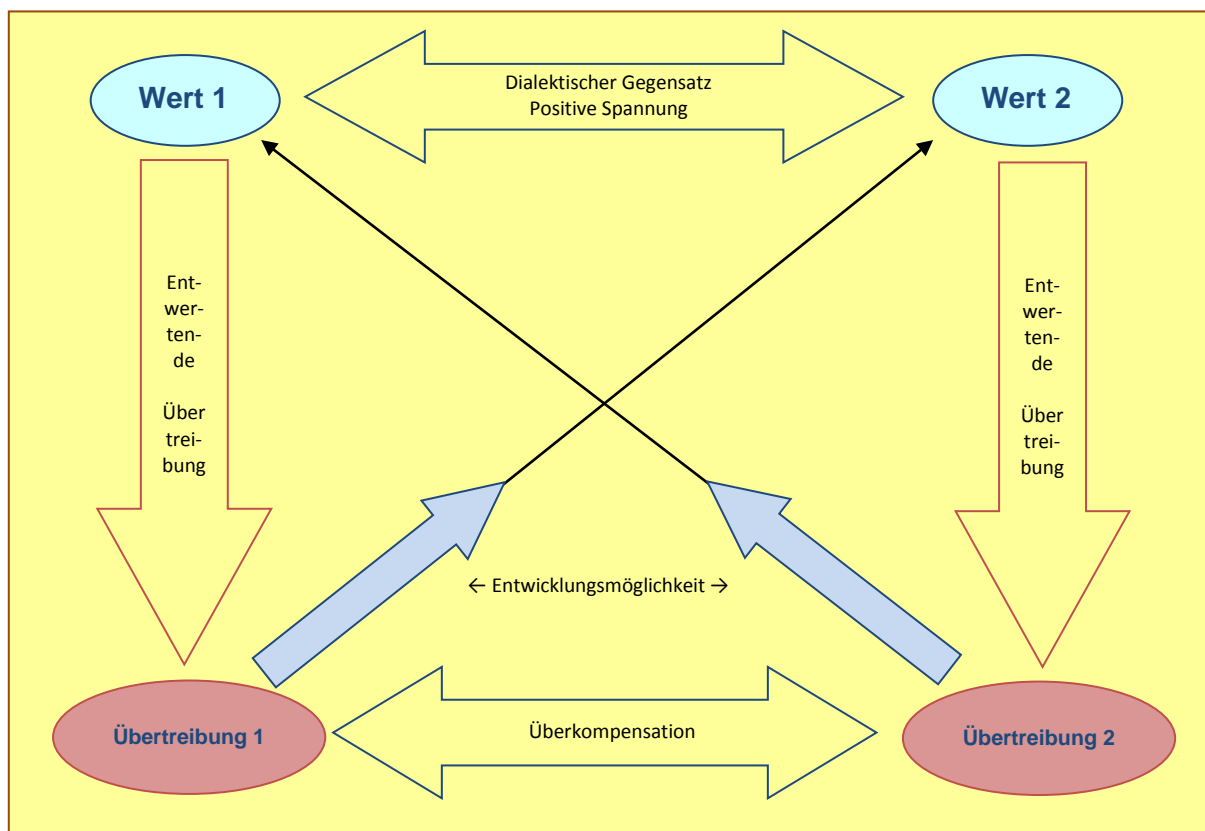 Wert 1
Dialektischer Gegensatz
Positive Spannung
Wert 2
Ent-
wer-
ten-
de
Über
trei-
bung
Ent-
wer-
ten-
de
Über
trei-
bung
← Entwicklungsmöglichkeit →
Übertreibung 1
Überkompensation
Übertreibung 2